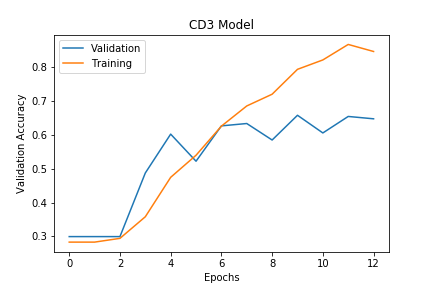 CD3 Model
Validation
Training
Validation Accuracy
0.8
0.7
0.6
0.5
0.4
0.3
0 2 4 6 8 10 12
Epochs